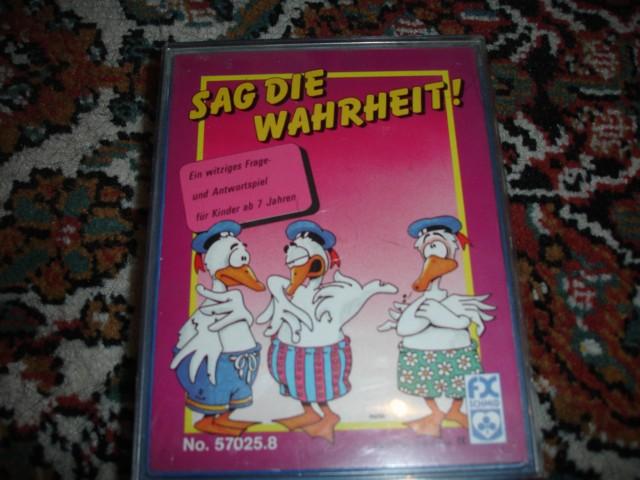 SAG DIE
WAHRHEIT!
Ein witziges Frage-
und Antwortspiel
für Kinder ab 7 Jahren
FX
SCHMID
No. 57025.8